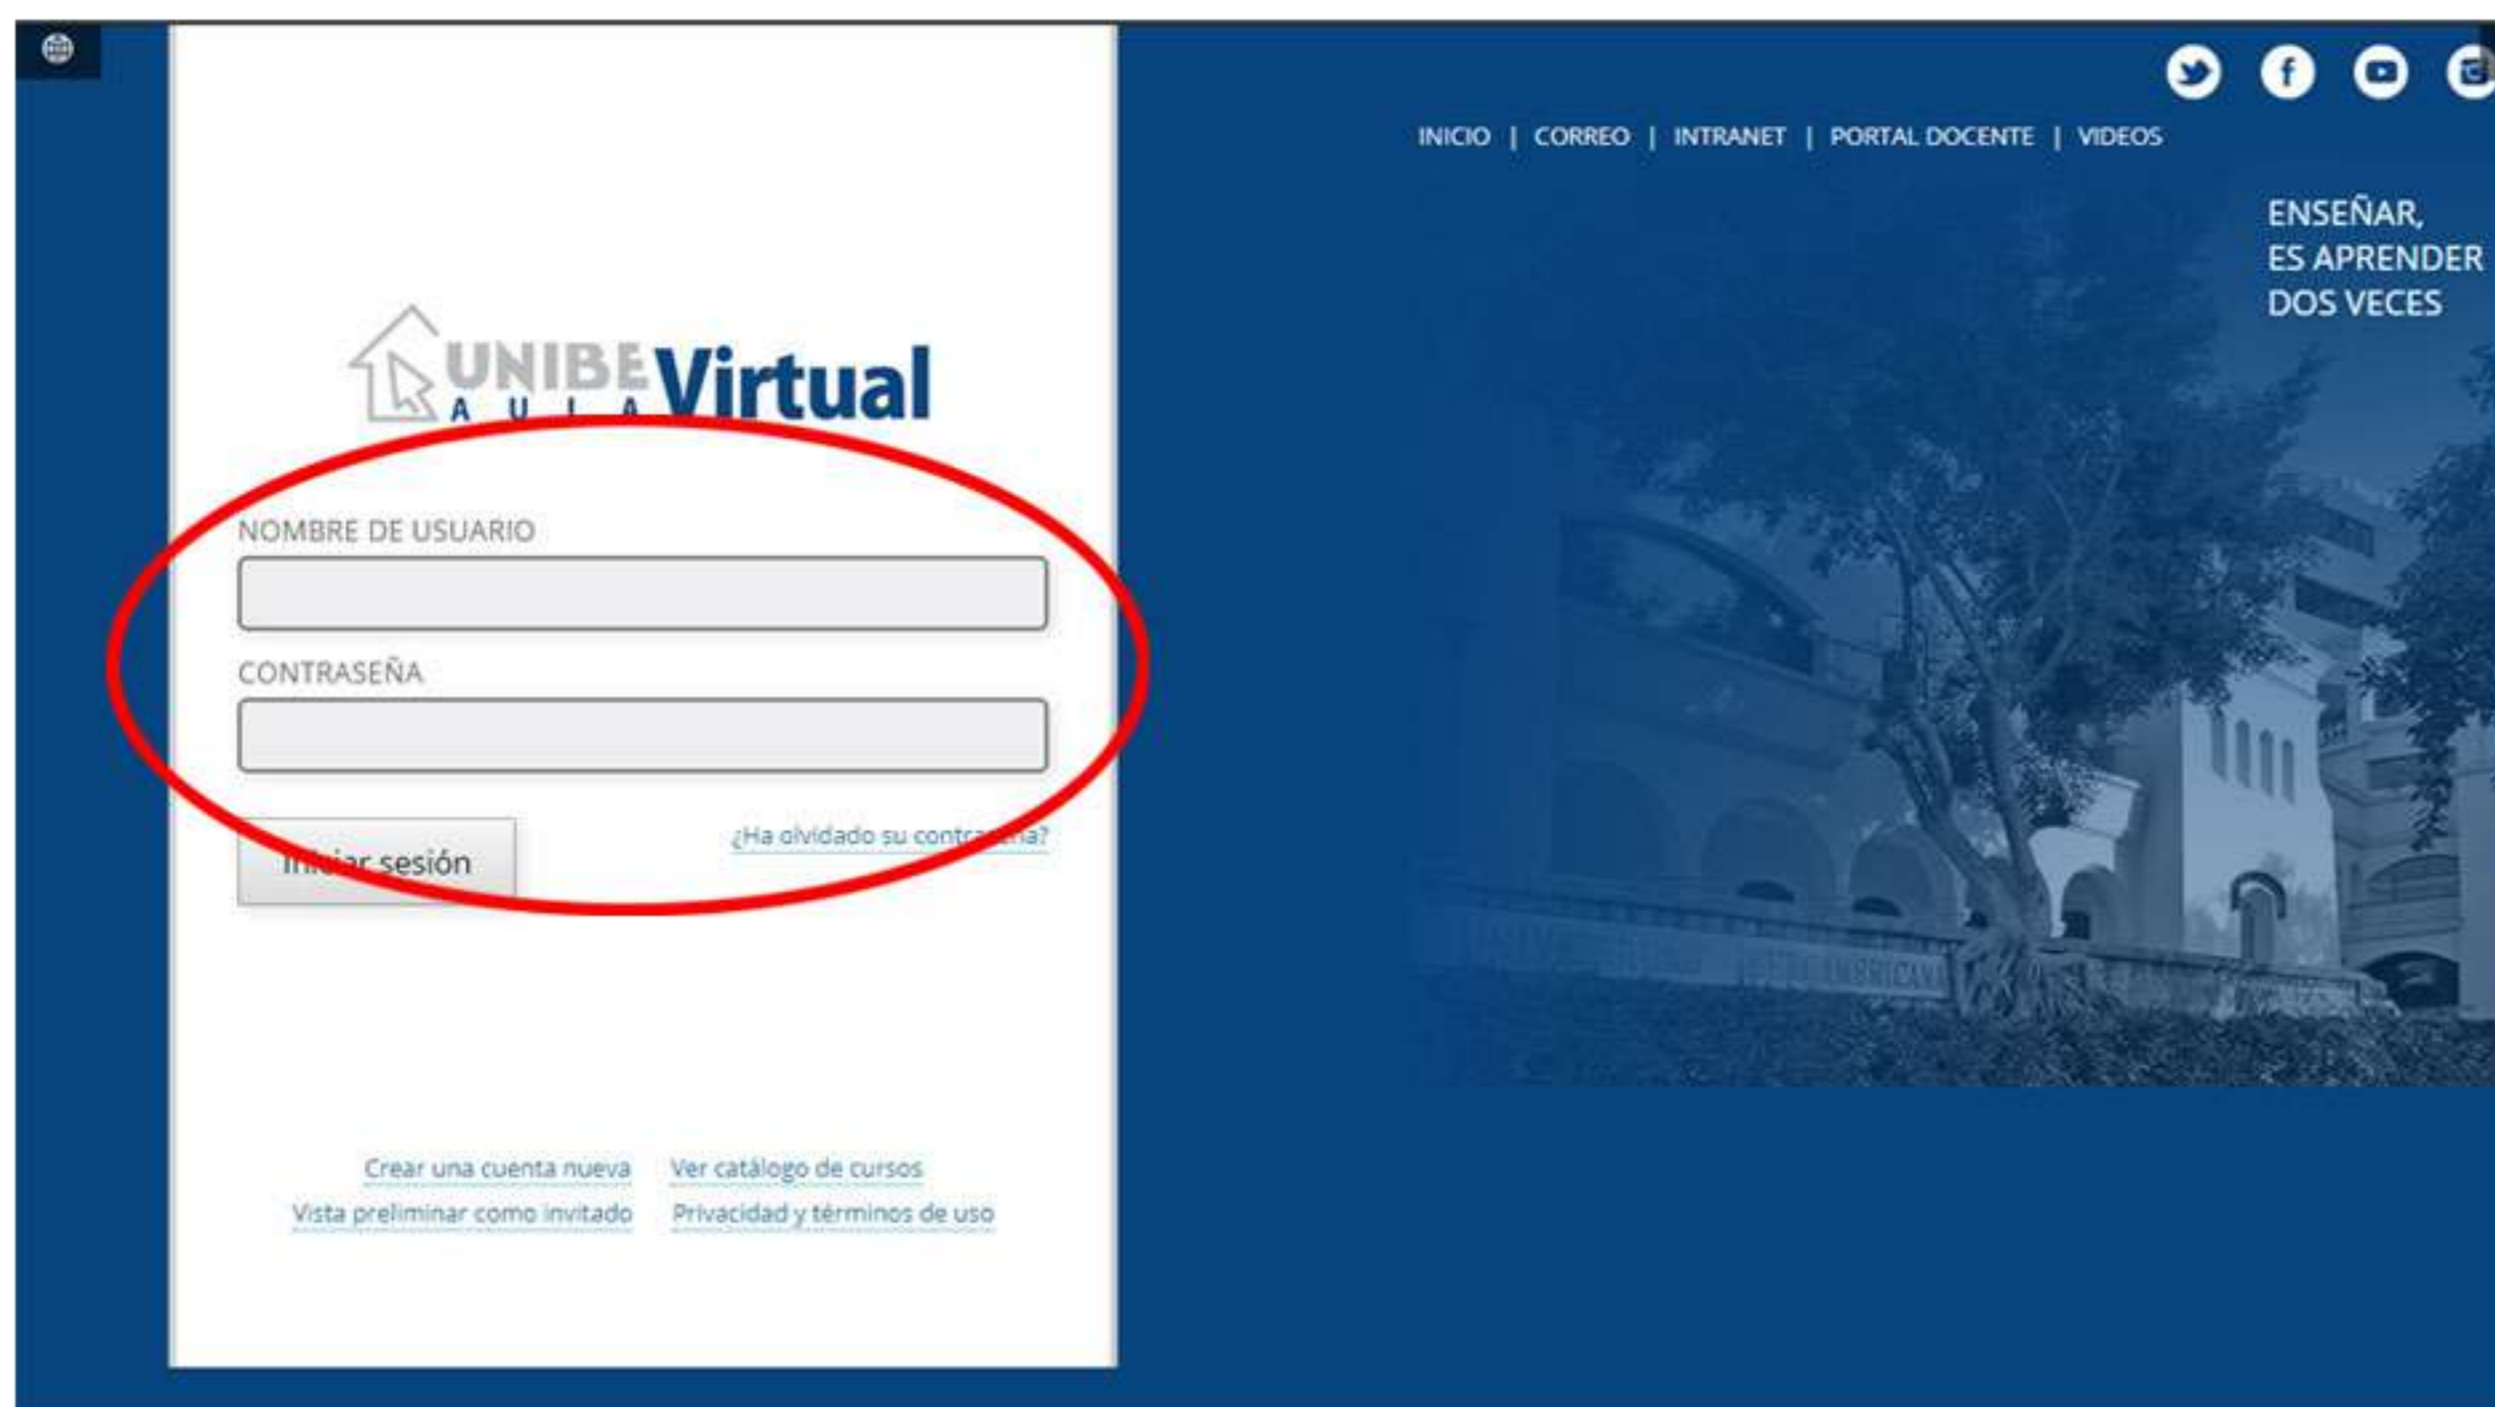 INICIO | CORREO | INTRANET | PORTAL DOCENTE | VIDEOS
ENSEÑAR,
ES APRENDER
DOS VECES
UNIBE Virtual
AULA
NOMBRE DE USUARIO
CONTRASEÑA
Iniciar sesión
¿Ha olvidado su contraseña?
Crear una cuenta nueva Ver catálogo de cursos
Vista preliminar como invitado Privacidad y términos de uso